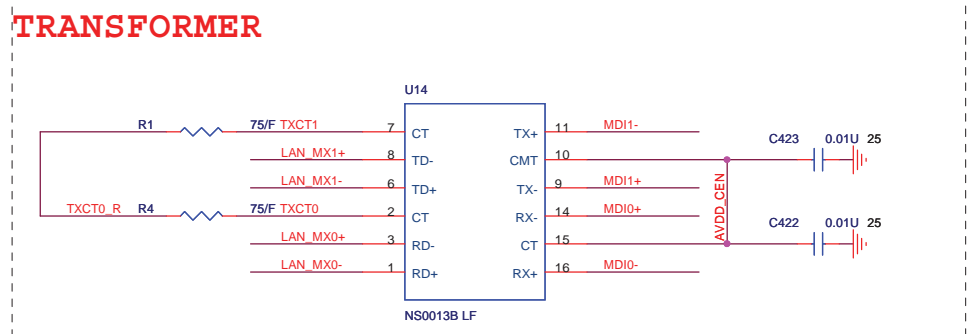 TRANSFORMER
U14
R1 75/F TXCT1 7 CT TX+ 11 MDI1-
C423 0.01U 25
LAN_MX1+ 8 TD- CMT 10
LAN_MX1- 6 TD+ TX- 9 MDI1+
AVDD_CEN
TXCT0_R R4 75/F TXCT0 2 CT RX- 14 MDI0+
C422 0.01U 25
LAN_MX0+ 3 RD- CT 15
LAN_MX0- 1 RD+ RX+ 16 MDI0-
NS0013B LF